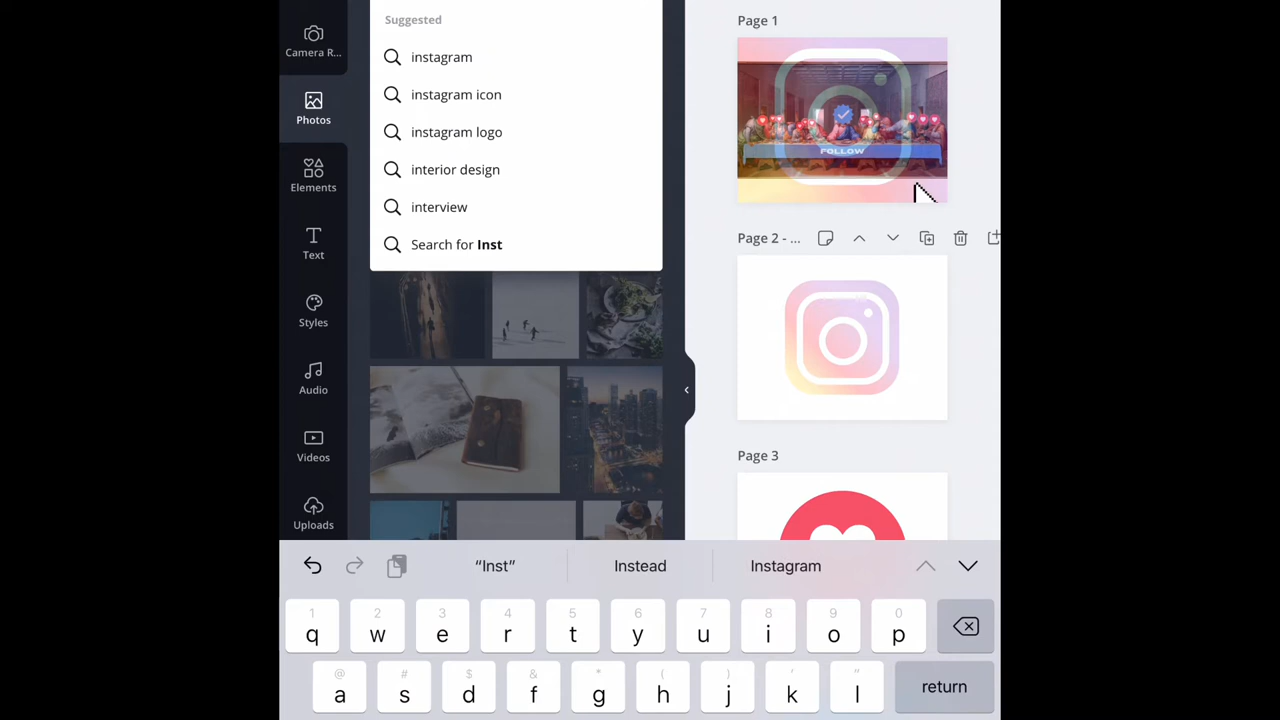 Camera R...
Photos
Elements
Text
Styles
Audio
Videos
Uploads
Suggested
instagram
instagram icon
instagram logo
interior design
interview
Search for Inst
Page 1
FOLLOW
Page 2 - ...
Page 3
“Inst”
Instead
Instagram
1 2 3 4 5 6 7 8 9 0
q w e r t y u i o p
@ # $ & * ( ) ' "
a s d f g h j k l
return